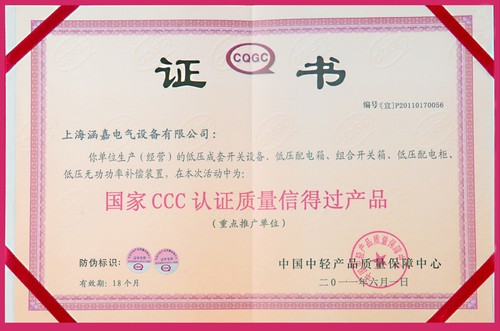 CQGC
证 书
编号:[宜]P20110170056
上海涵嘉电气设备有限公司：
你单位生产（经营）的低压成套开关设备、低压配电箱、组合开关箱、低压配电柜、
低压无功功率补偿装置，在本次活动中为：
国家CCC认证质量信得过产品
（重点推广单位）
防伪标识：
有效期：18个月
中国中轻产品质量保障中心
二0一一年六月一日